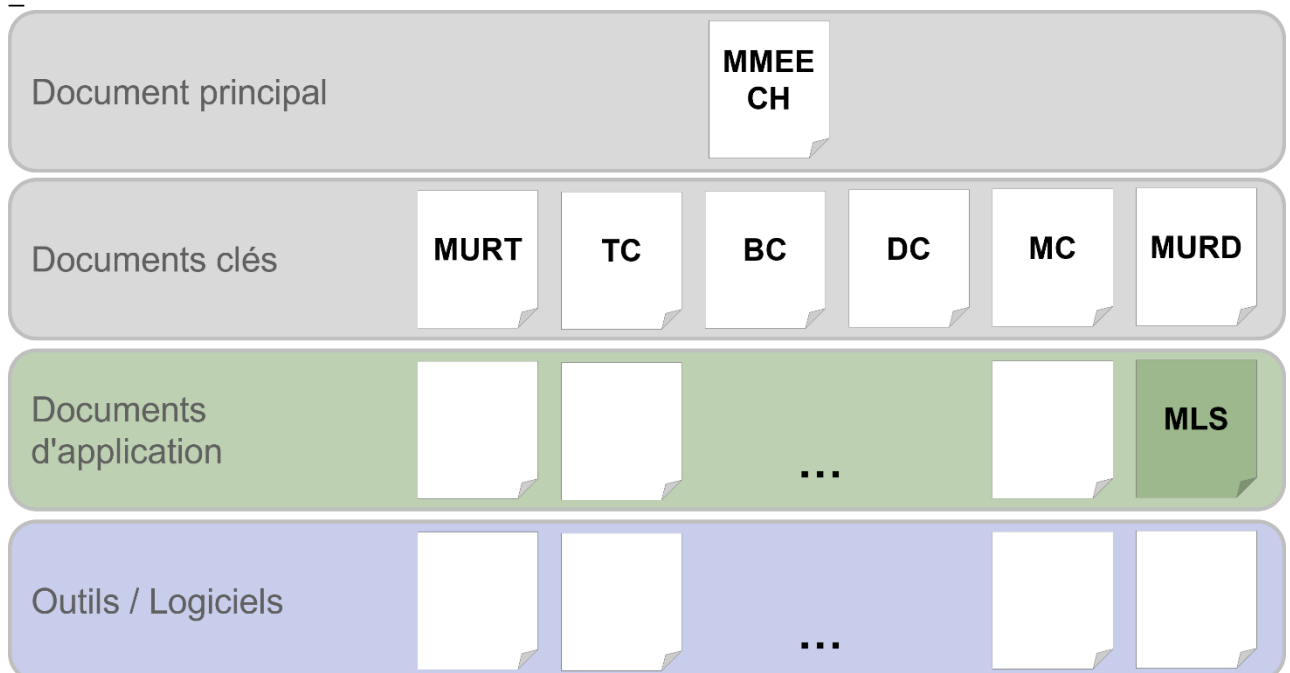 Document principal
MMEE
CH
Documents clés
MURT
TC
BC
DC
MC
MURD
Documents
d'application
...
MLS
Outils / Logiciels
...